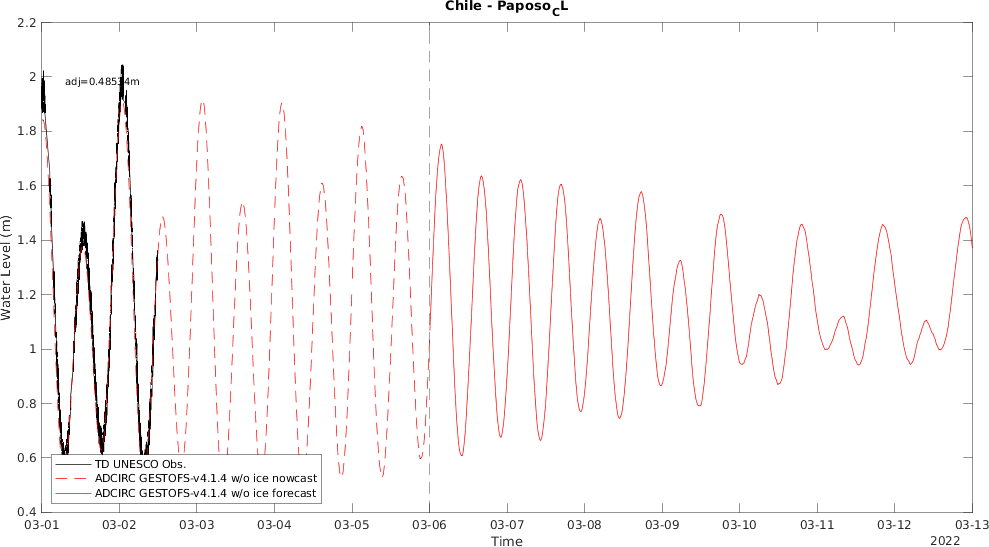 Chile - Paposo_CL
adj=0.48534m
2.2
2
1.8
1.6
1.4
1.2
1
0.8
0.6
0.4
Water Level (m)
TD UNESCO Obs.
ADCIRC GESTOFS-v4.1.4 w/o ice nowcast
ADCIRC GESTOFS-v4.1.4 w/o ice forecast
03-01 03-02 03-03 03-04 03-05 03-06 03-07 03-08 03-09 03-10 03-11 03-12 03-13
Time
2022